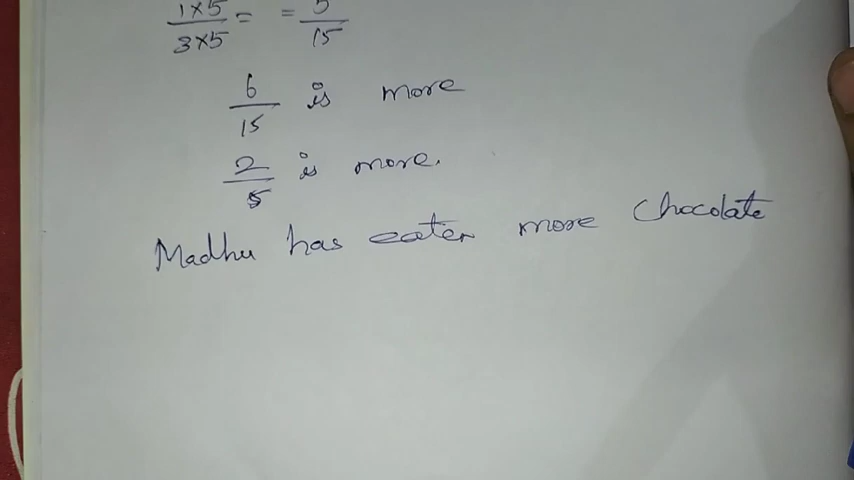 1×5/3×5 = = 5/15
6/15 is more
2/5 is more.
Madhu has eaten more chocolate